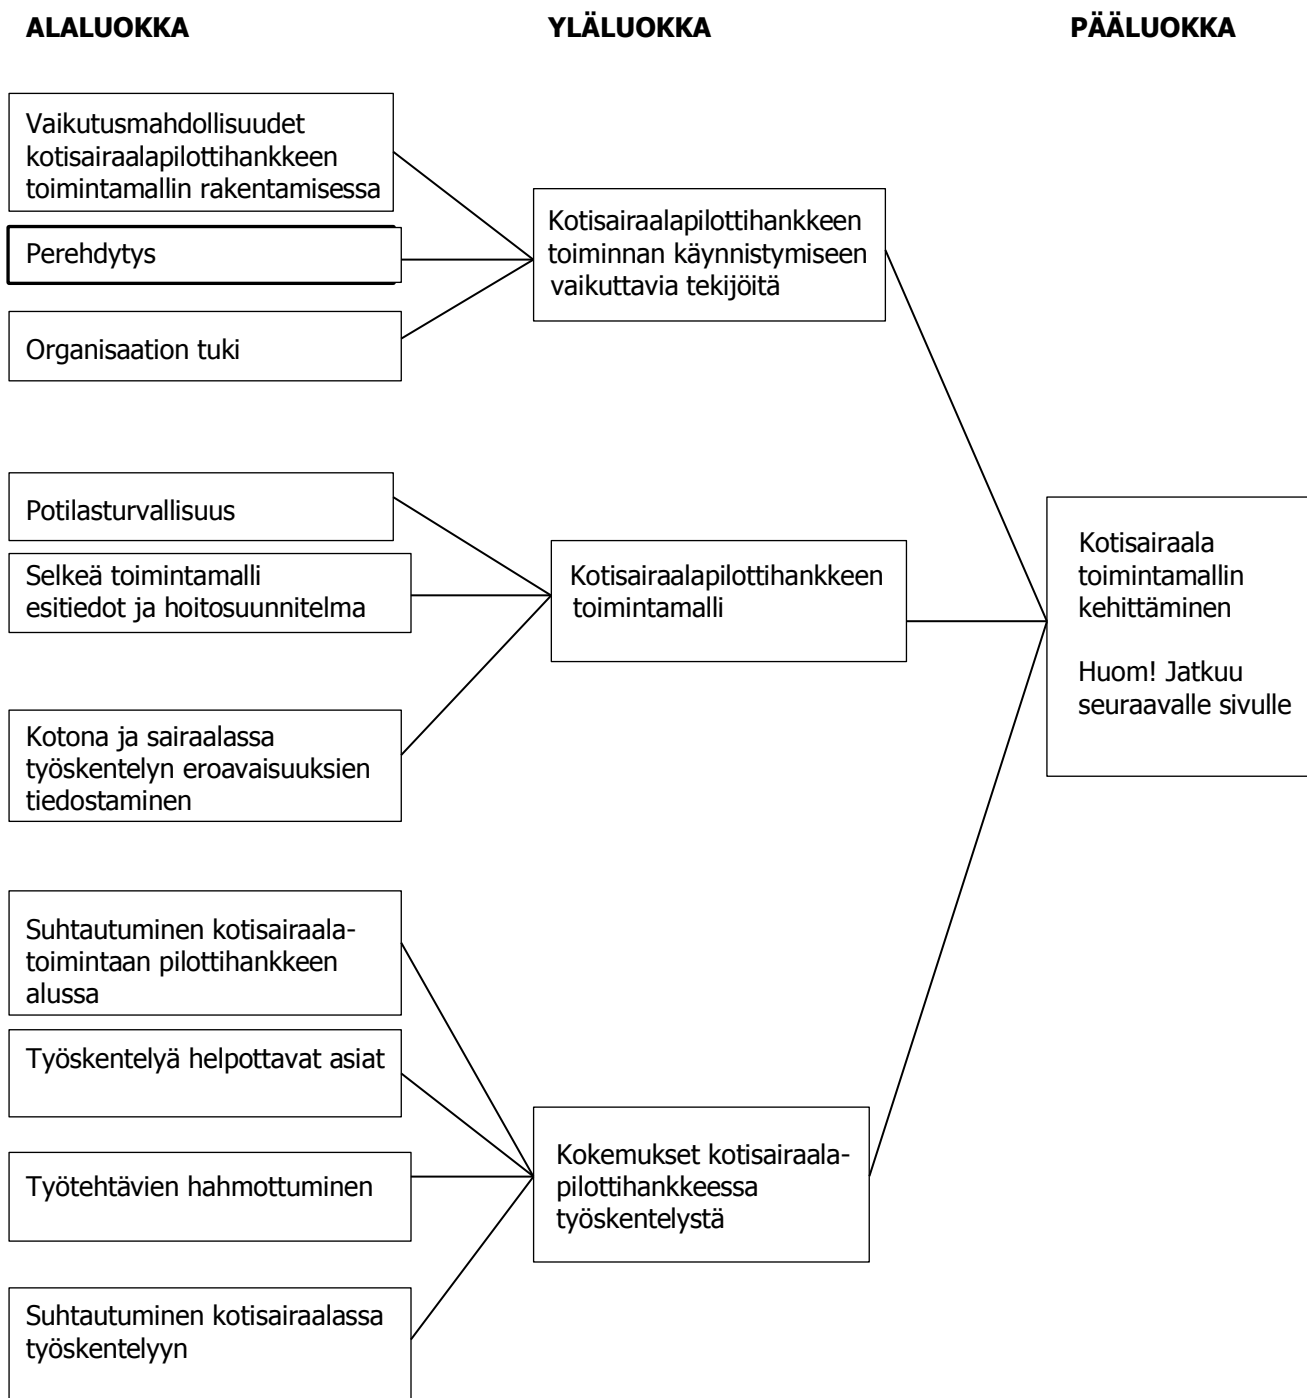 ALALUOKKA
YLÄLUOKKA
PÄÄLUOKKA
Vaikutusmahdollisuudet
kotisairaalapilottihankkeen
toimintamallin rakentamisessa
Perehdytys
Organisaation tuki
Kotisairaalapilottihankkeen
toiminnan käynnistymiseen
vaikuttavia tekijöitä
Potilasturvallisuus
Selkeä toimintamalli
esitiedot ja hoitosuunnitelma
Kotona ja sairaalassa
työskentelyn eroavaisuuksien
tiedostaminen
Kotisairaalapilottihankkeen
toimintamalli
Suhtautuminen kotisairaala-
toimintaan pilottihankkeen
alussa
Työskentelyä helpottavat asiat
Työtehtävien hahmottuminen
Suhtautuminen kotisairaalassa
työskentelyyn
Kokemukset kotisairaala-
pilottihankkeessa
työskentelystä
Kotisairaala
toimintamallin
kehittäminen
Huom! Jatkuu
seuraavalle sivulle